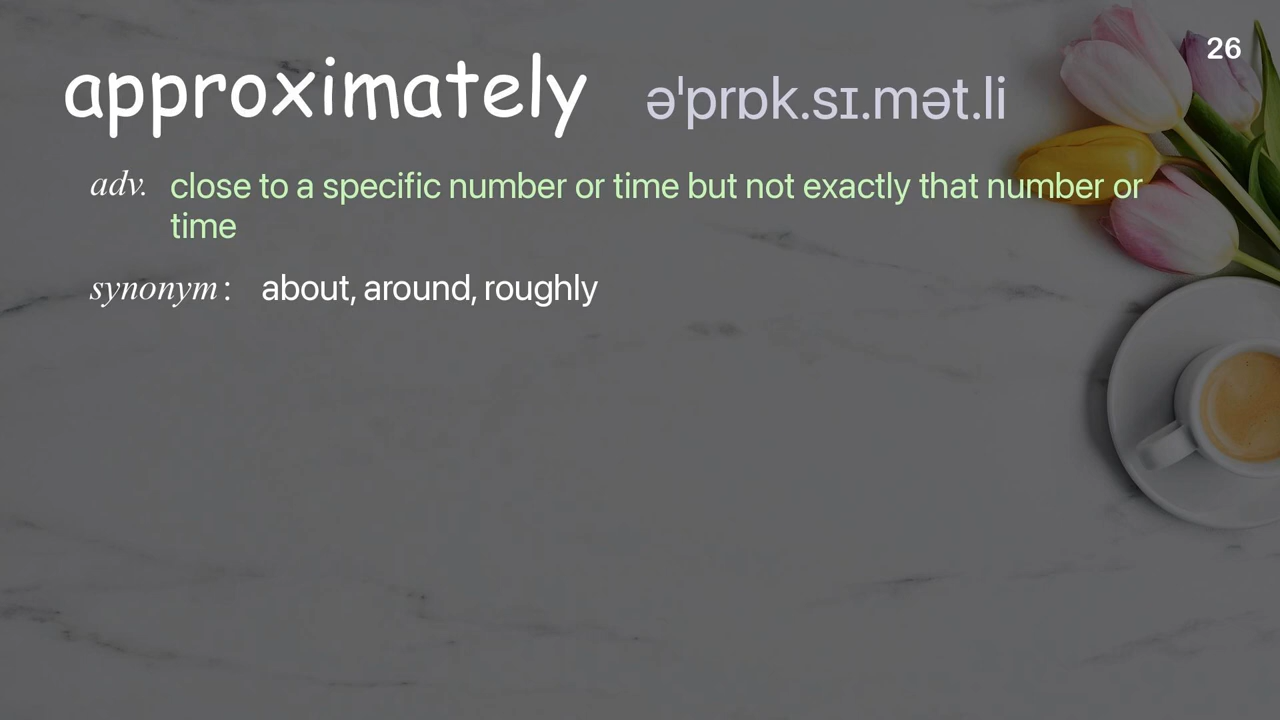 26
approximately əˈprɒk.sɪ.mət.li
adv. close to a specific number or time but not exactly that number or
time
synonym: about, around, roughly